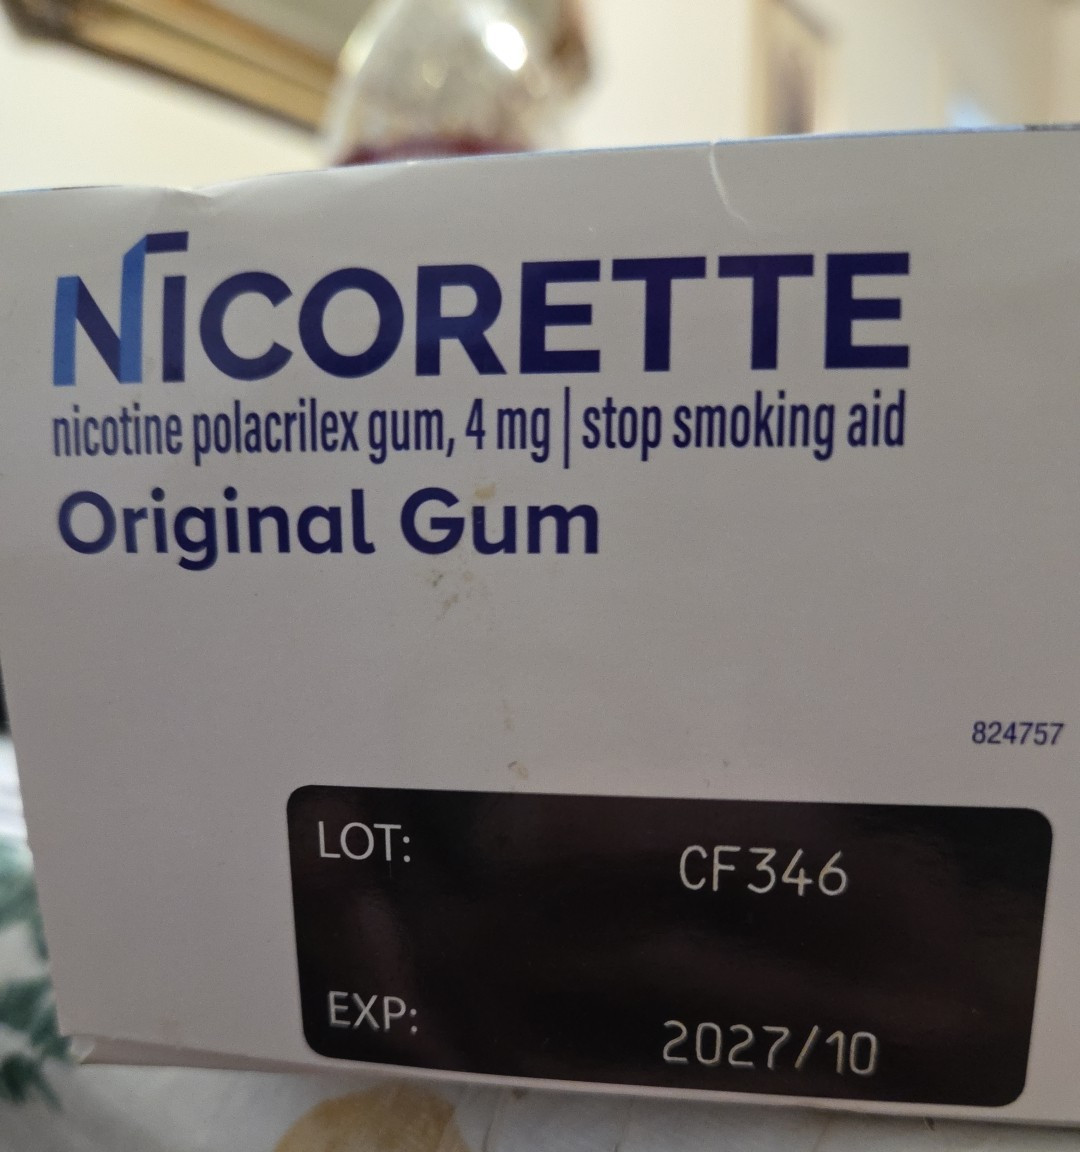 NICORETTE
nicotine polacrilex gum, 4 mg | stop smoking aid
Original Gum
824757
LOT: CF346
EXP: 2027/10